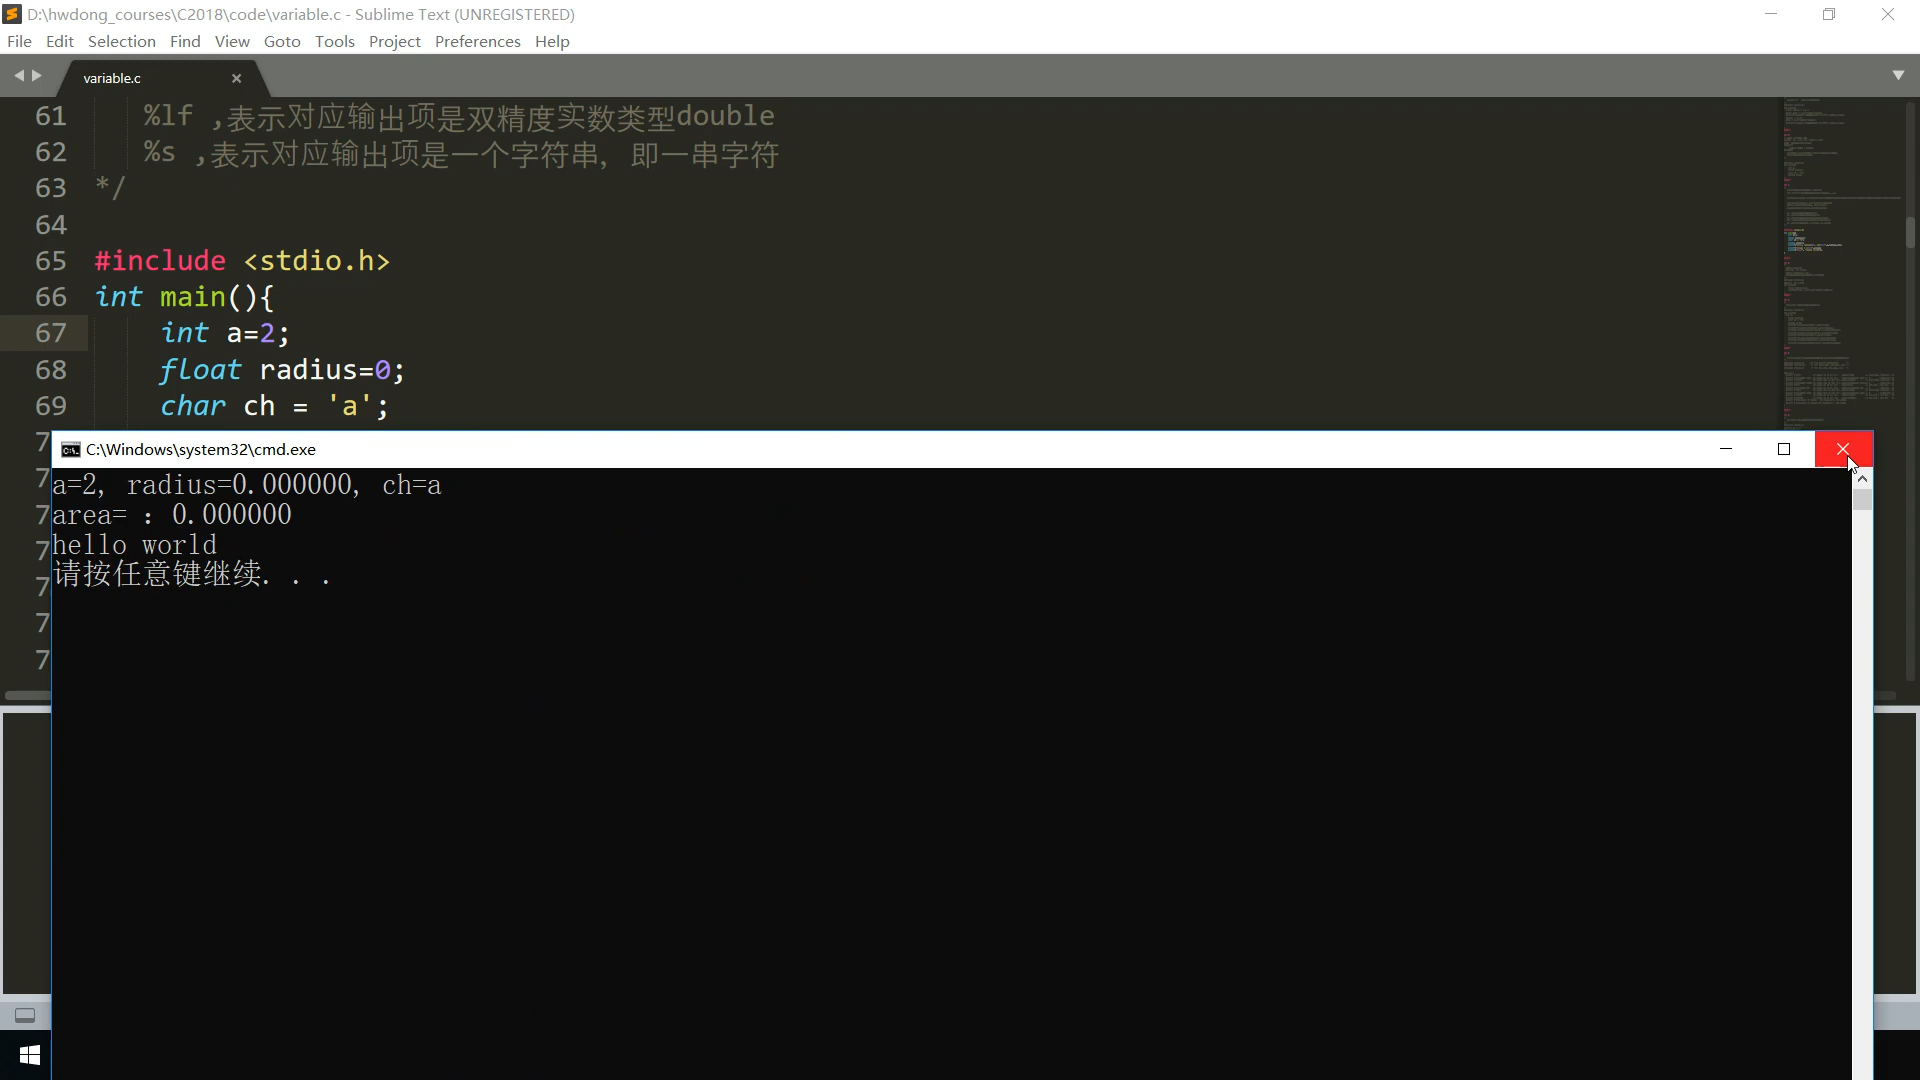 D:\hwdong_courses\C2018\code\variable.c - Sublime Text (UNREGISTERED)
File Edit Selection Find View Goto Tools Project Preferences Help
variable.c
61 %lf ,表示对应输出项是双精度实数类型double
62 %s ,表示对应输出项是一个字符串, 即一串字符
63 */
64
65 #include <stdio.h>
66 int main(){
67 int a=2;
68 float radius=0;
69 char ch = 'a';
C:\Windows\system32\cmd.exe
a=2, radius=0.000000, ch=a
area= : 0.000000
hello world
请按任意键继续. . .